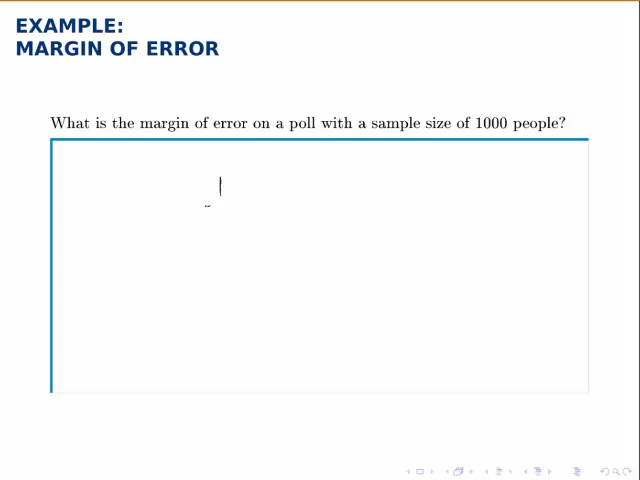 EXAMPLE:
MARGIN OF ERROR
What is the margin of error on a poll with a sample size of 1000 people?